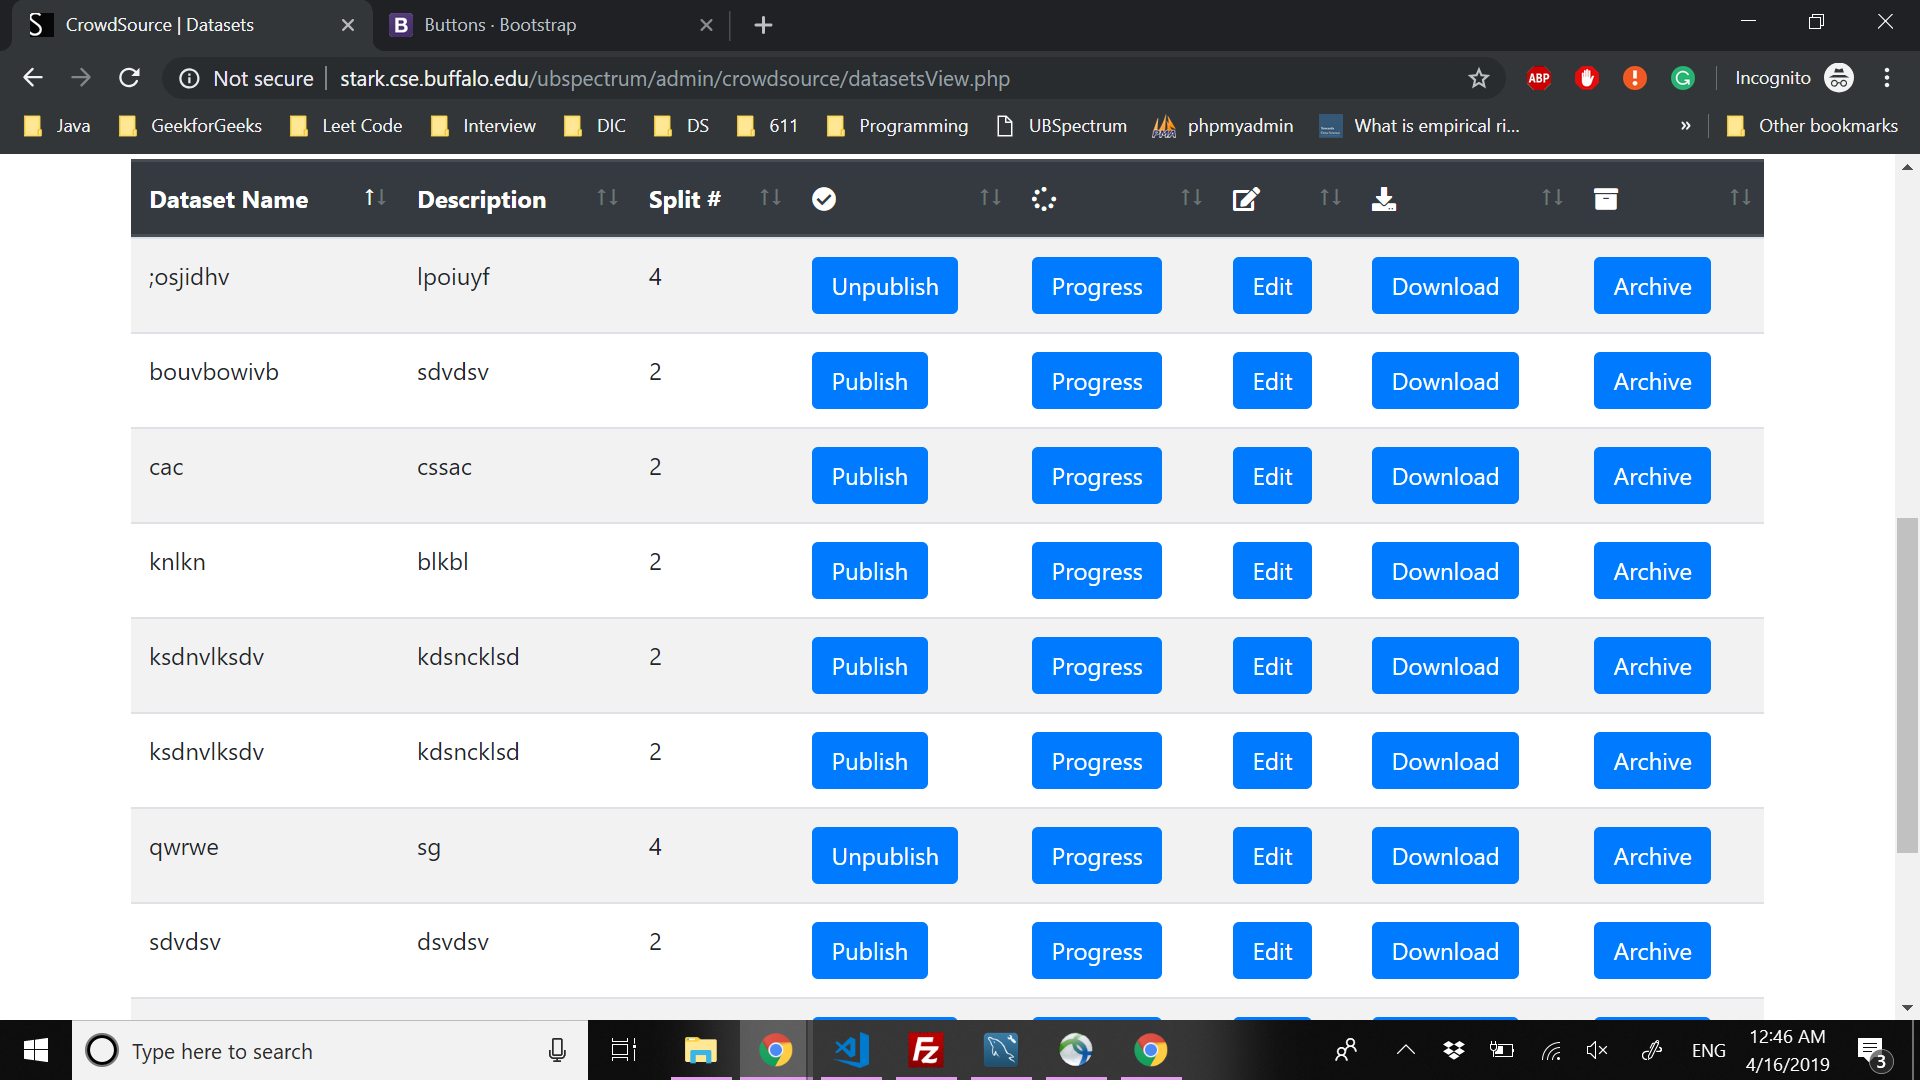 CrowdSource | Datasets
Buttons · Bootstrap
Not secure | stark.cse.buffalo.edu/ubspectrum/admin/crowdsource/datasetsView.php
ABP
Incognito
Java GeekforGeeks Leet Code Interview DIC DS 611 Programming UBSpectrum phpmyadmin What is empirical ri... » Other bookmarks
Dataset Name Description Split #
;osjidhv lpoiuyf 4 Unpublish Progress Edit Download Archive
bouvbowivb sdvdsv 2 Publish Progress Edit Download Archive
cac cssac 2 Publish Progress Edit Download Archive
knlkn blkbl 2 Publish Progress Edit Download Archive
ksdnvlksdv kdsncklsd 2 Publish Progress Edit Download Archive
ksdnvlksdv kdsncklsd 2 Publish Progress Edit Download Archive
qwrwe sg 4 Unpublish Progress Edit Download Archive
sdvdsv dsvdsv 2 Publish Progress Edit Download Archive
Type here to search
ENG
12:46 AM
4/16/2019
3